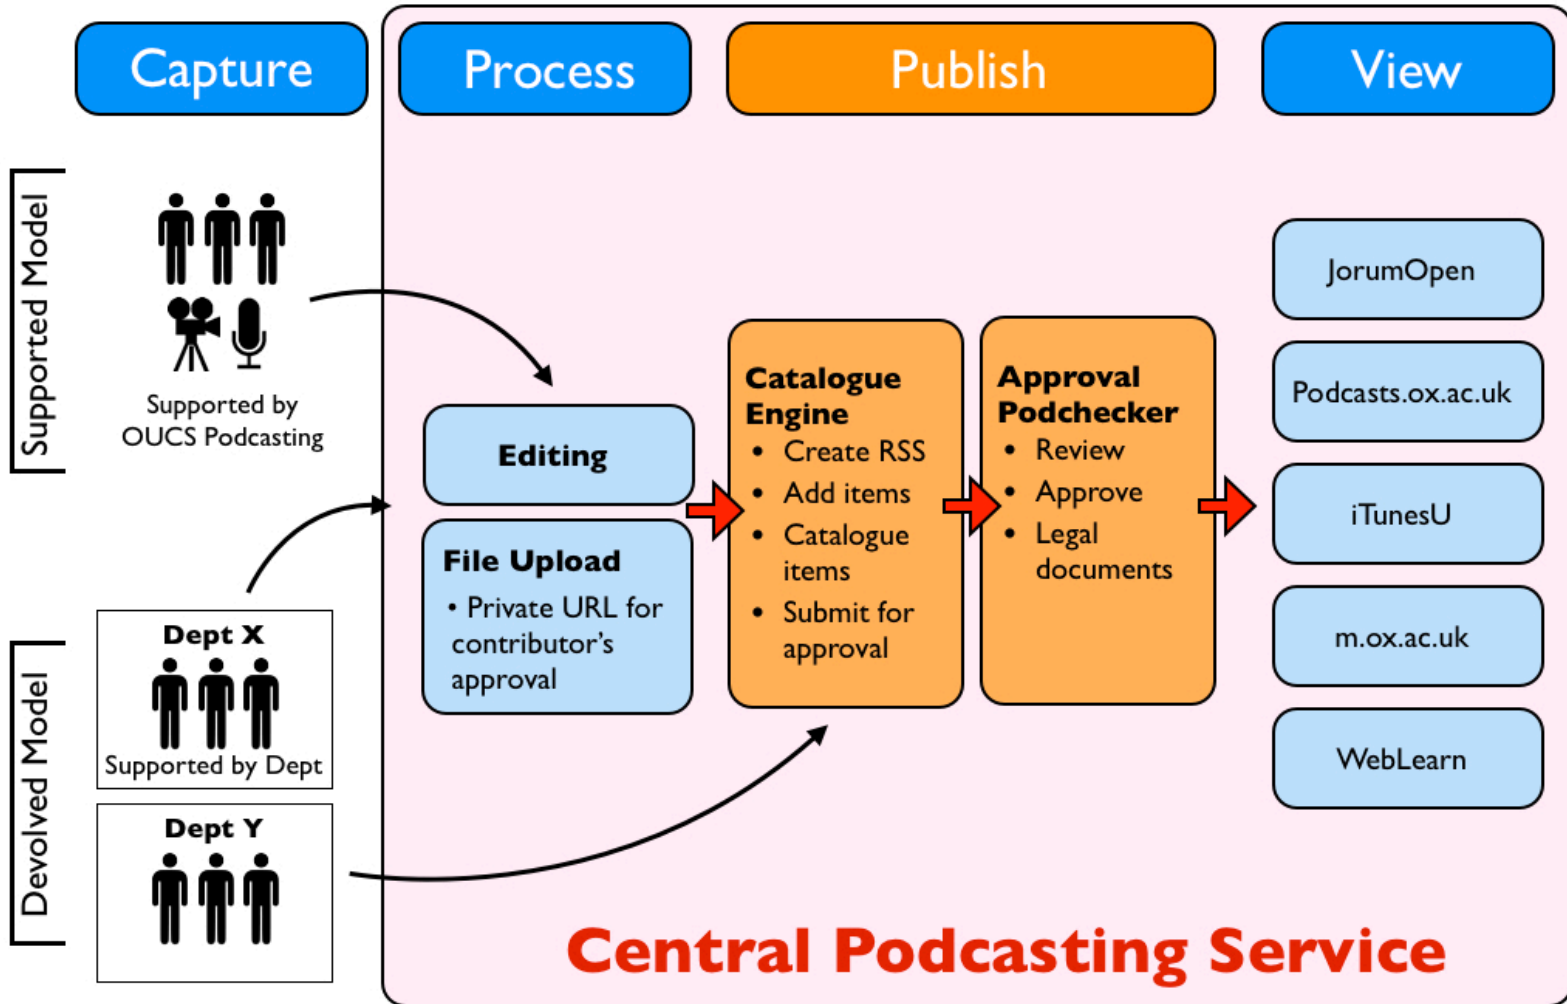 Capture
Process
Publish
View
Supported Model
Supported by
OUCS Podcasting
Devolved Model
Dept X
Supported by Dept
Dept Y
Editing
File Upload
• Private URL for
contributor's
approval
Catalogue
Engine
• Create RSS
• Add items
• Catalogue
items
• Submit for
approval
Approval
Podchecker
• Review
• Approve
• Legal
documents
JorumOpen
Podcasts.ox.ac.uk
iTunesU
m.ox.ac.uk
WebLearn
Central Podcasting Service